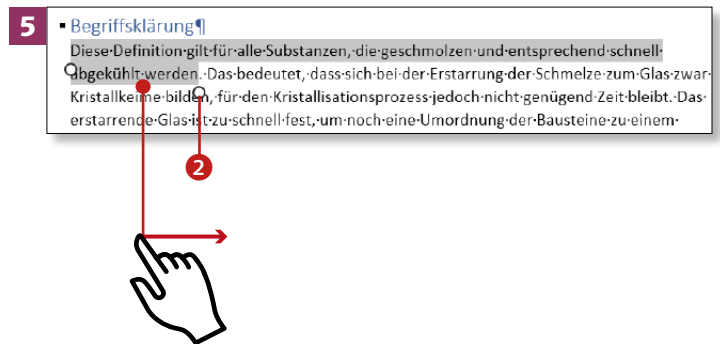 5
▪ Begriffsklärung¶
Diese·Definition·gilt·für·alle·Substanzen,·die·geschmolzen·und·entsprechend·schnell·
abgekühlt·werden.·Das·bedeutet,·dass·sich·bei·der·Erstarrung·der·Schmelze·zum·Glas·zwar·
Kristallkeime·bilden,·für·den·Kristallisationsprozess·jedoch·nicht·genügend·Zeit·bleibt.·Das·
erstarrende·Glas·ist·zu·schnell·fest,·um·noch·eine·Umordnung·der·Bausteine·zu·einem·
2